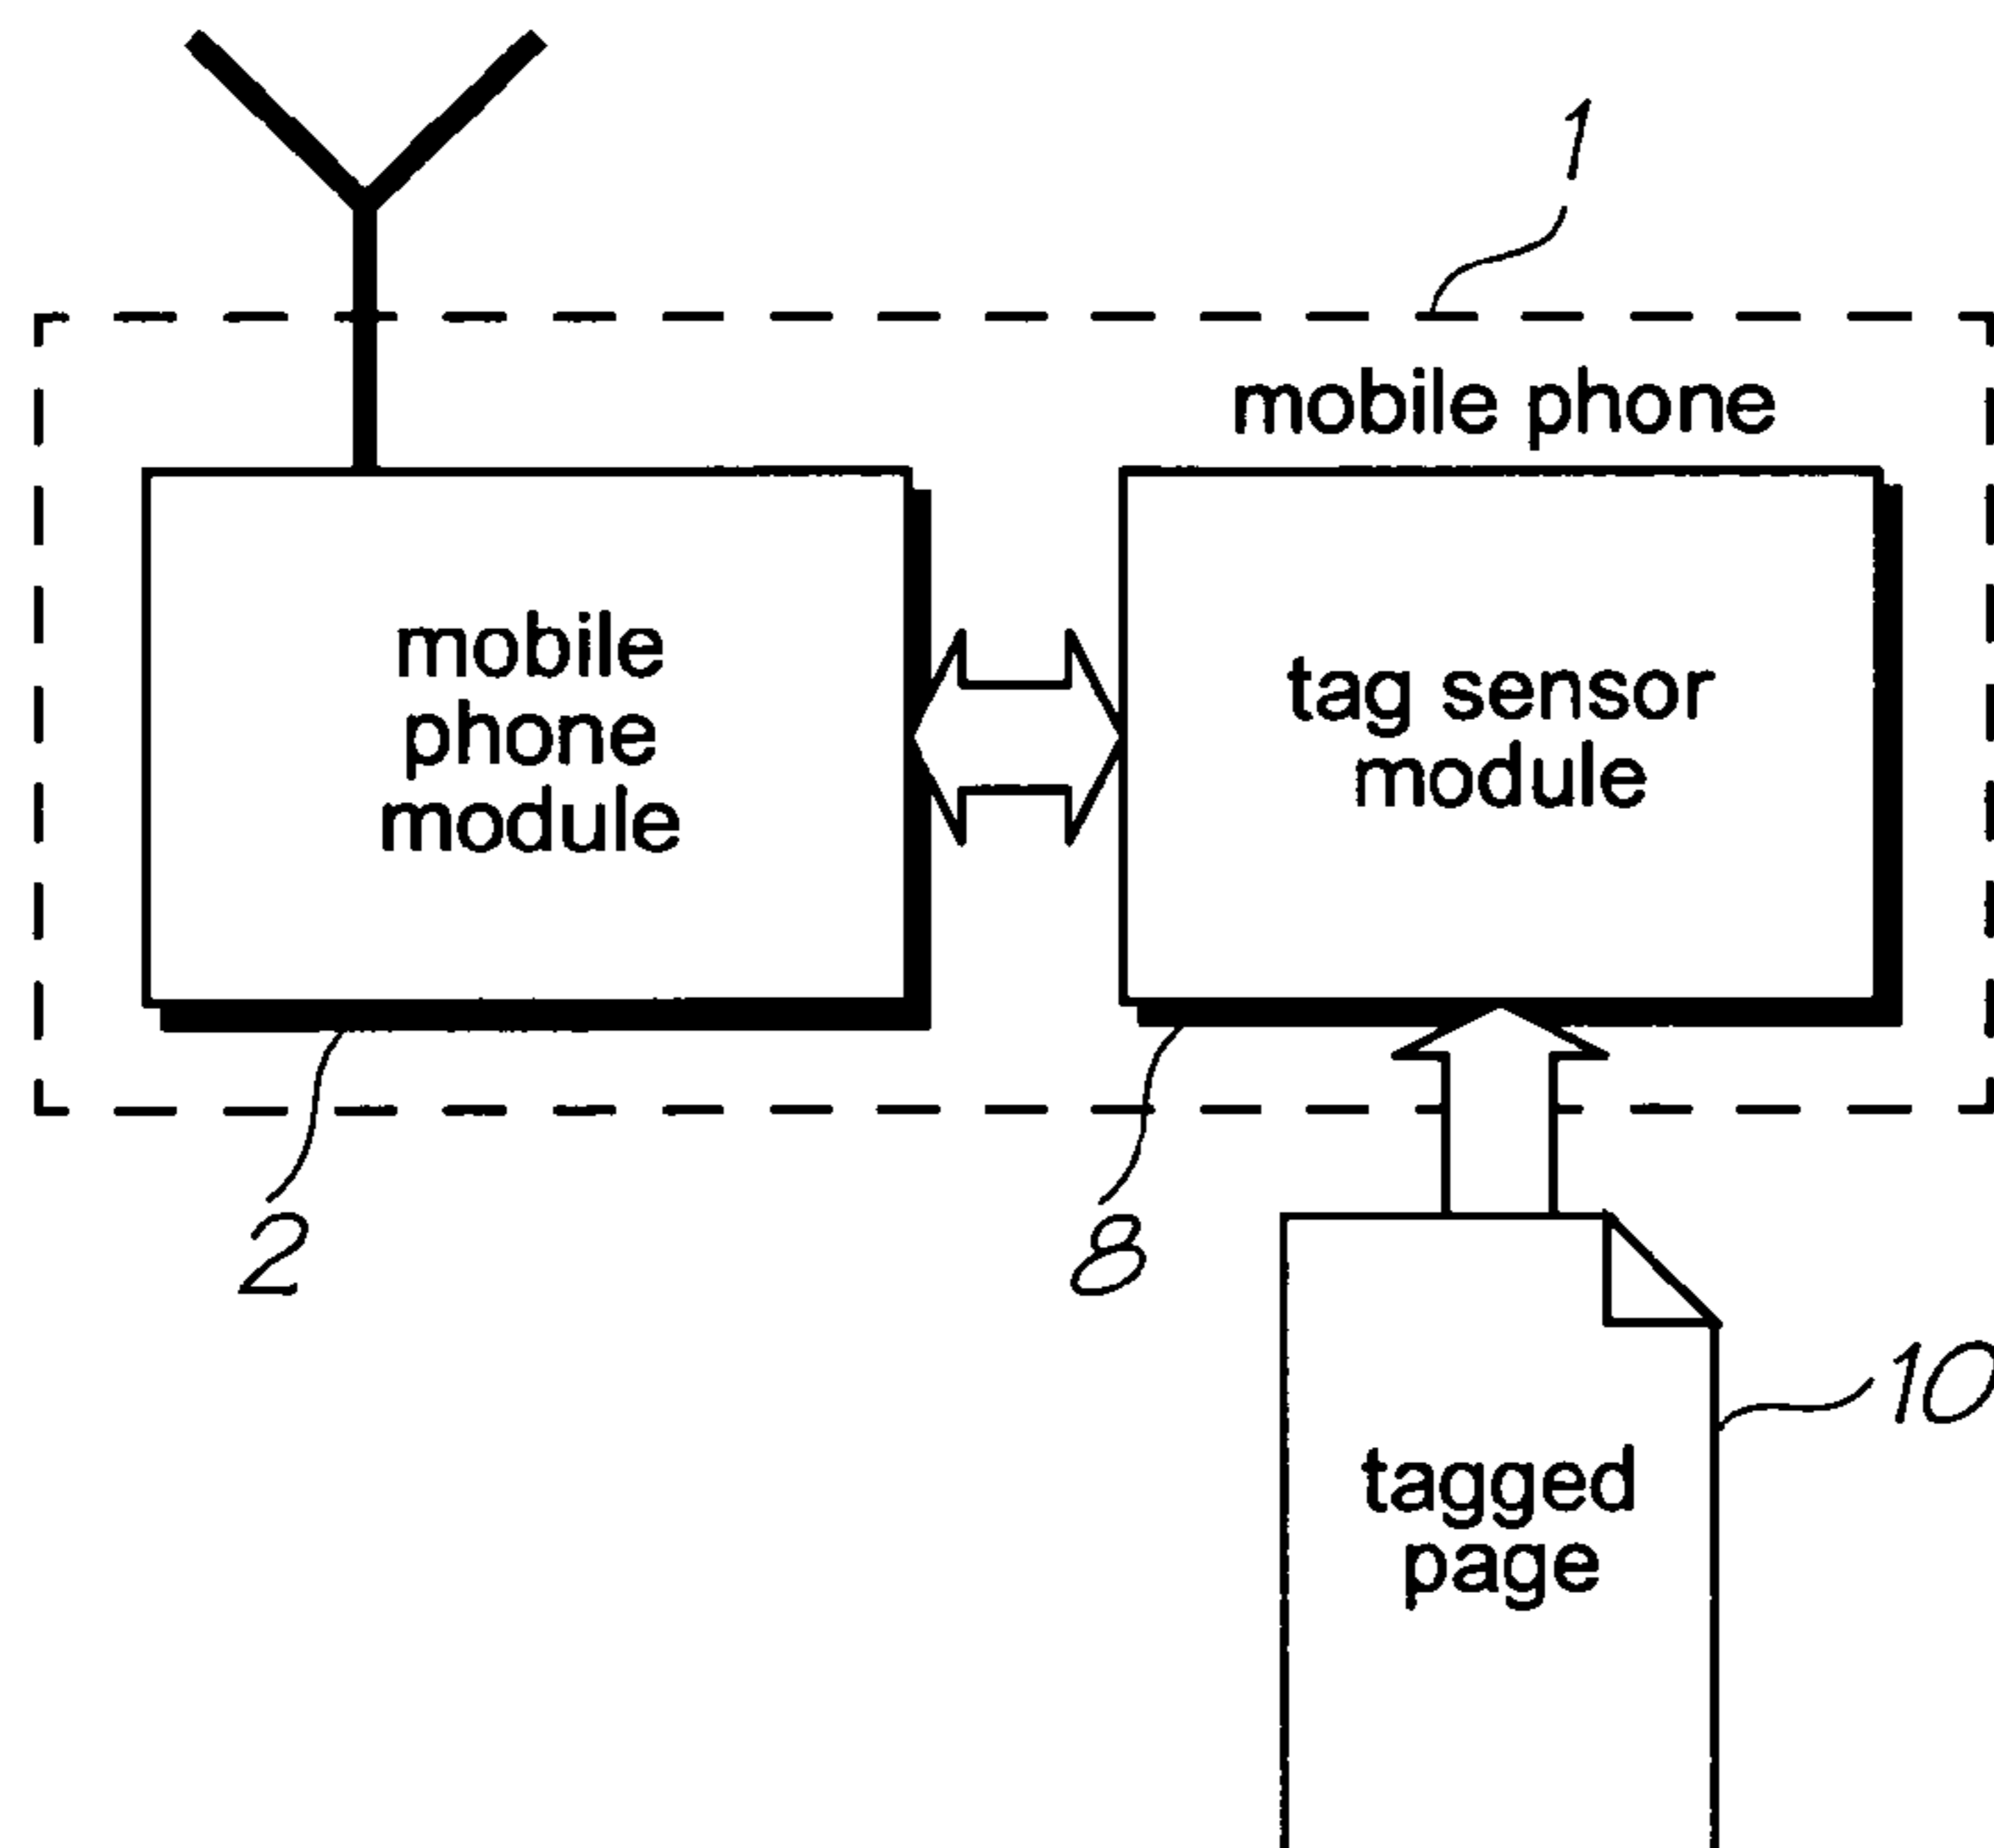 1
mobile phone
mobile
phone
module
tag sensor
module
2
8
10
tagged
page